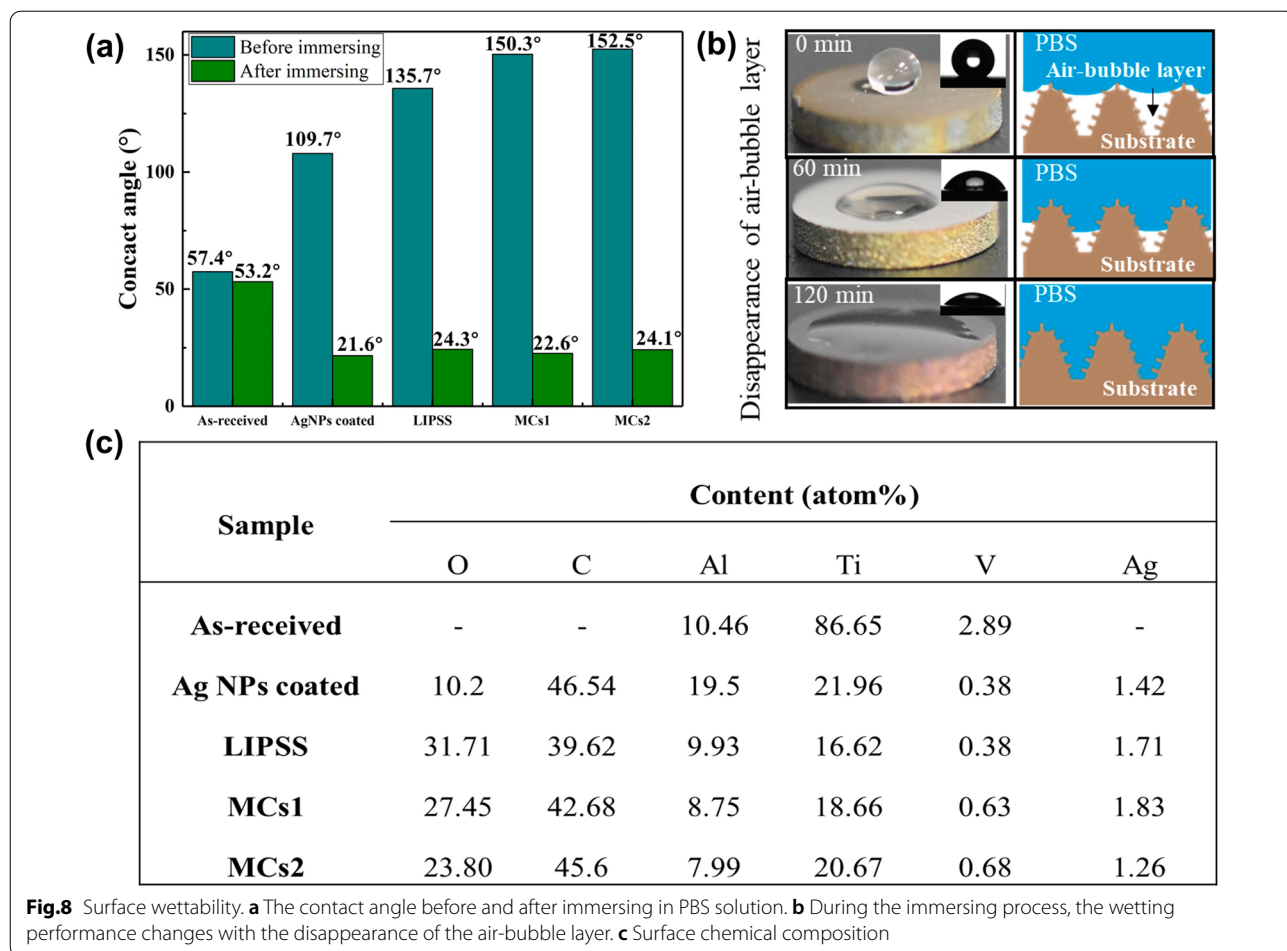 (a)
Concact angle (°)
150
100
50
0
Before immersing
After immersing
57.4°
53.2°
109.7°
21.6°
135.7°
24.3°
150.3°
22.6°
152.5°
24.1°
As-received AgNPs coated LIPSS MCs1 MCs2
(b)
Disappearance of air-bubble layer
0 min
PBS
Air-bubble layer
Substrate
60 min
PBS
Substrate
120 min
PBS
Substrate
(c)
Sample Content (atom%)
O C Al Ti V Ag
As-received - - 10.46 86.65 2.89 -
Ag NPs coated 10.2 46.54 19.5 21.96 0.38 1.42
LIPSS 31.71 39.62 9.93 16.62 0.38 1.71
MCs1 27.45 42.68 8.75 18.66 0.63 1.83
MCs2 23.80 45.6 7.99 20.67 0.68 1.26
Fig.8 Surface wettability. a The contact angle before and after immersing in PBS solution. b During the immersing process, the wetting
performance changes with the disappearance of the air-bubble layer. c Surface chemical composition